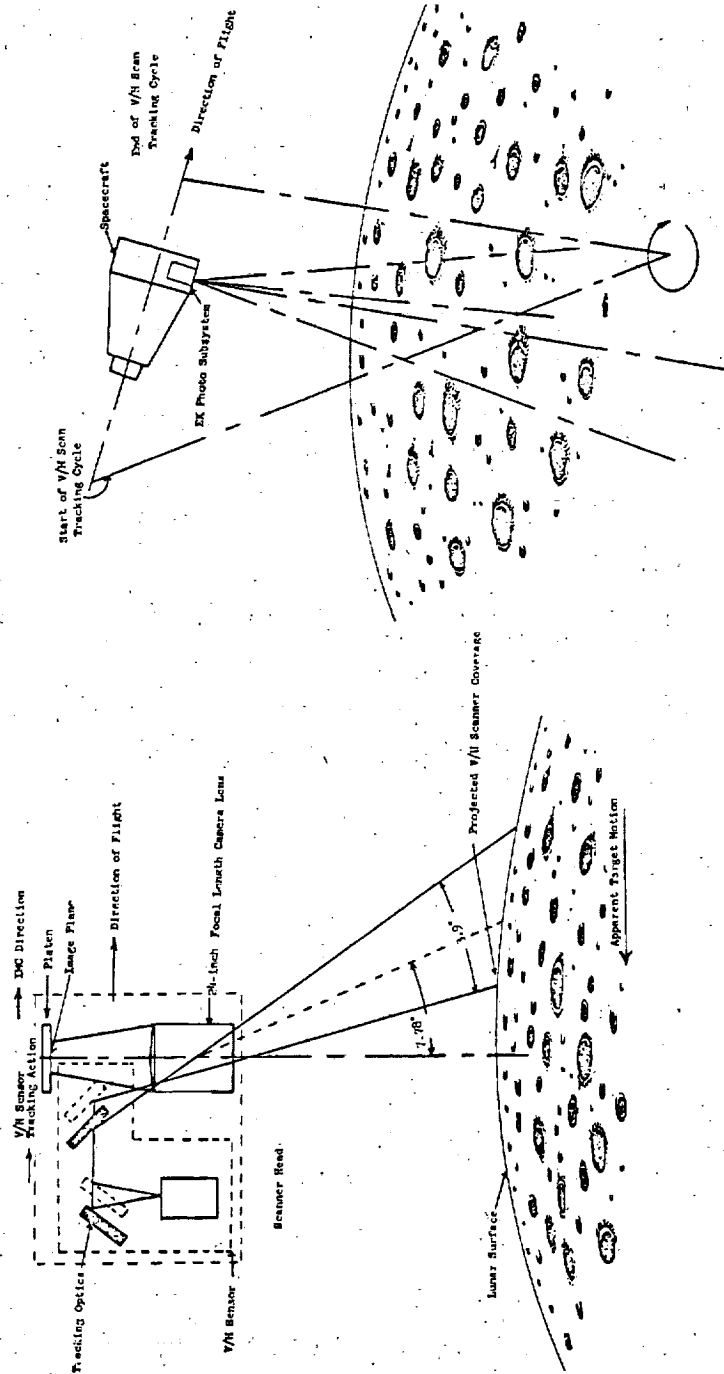 V/H Sensor
Tracking Action
IMC Direction
Platen
Image Plane
Direction of Flight
24-inch Focal Length Camera Lens
Tracking Optics
V/H Sensor
Scanner Head
7.78°
3.9°
Projected V/H Scanner Coverage
Lunar Surface
Apparent Target Motion
Start of V/H Scan
Tracking Cycle
Spacecraft
EK Photo Subsystem
End of V/H Scan
Tracking Cycle
Direction of Flight